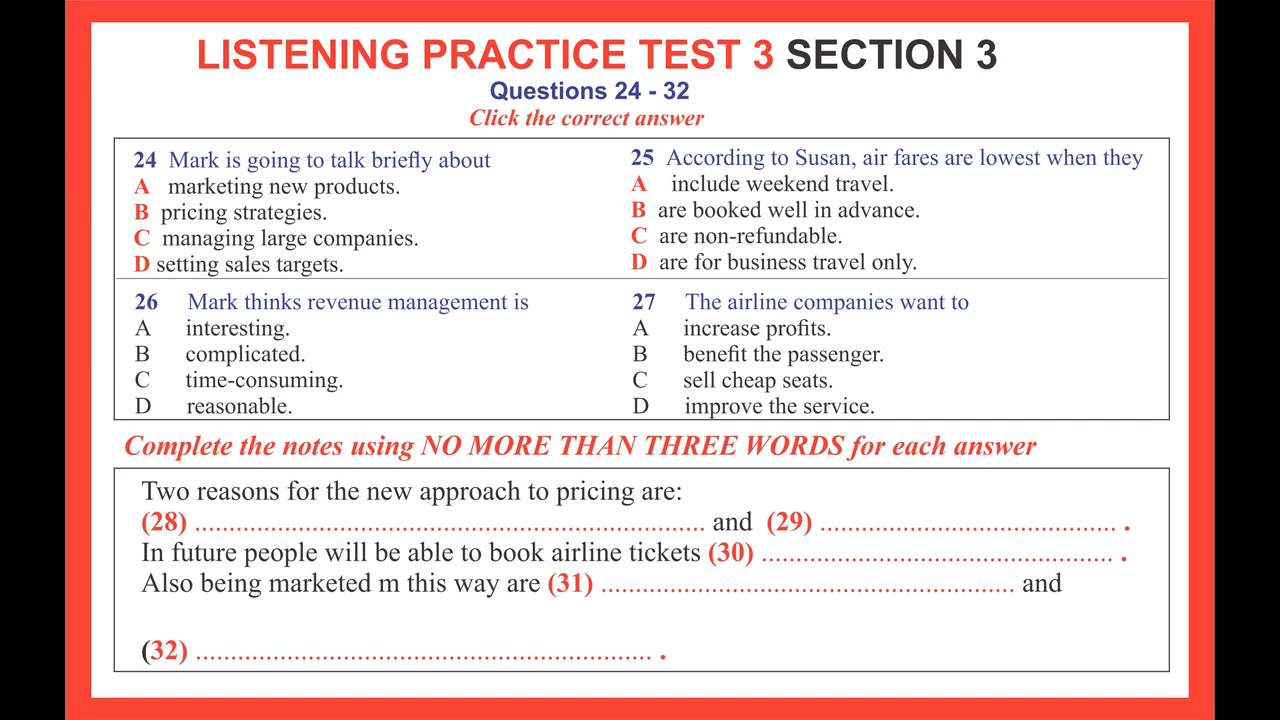 LISTENING PRACTICE TEST 3 SECTION 3
Questions 24 - 32
Click the correct answer
24 Mark is going to talk briefly about
A marketing new products.
B pricing strategies.
C managing large companies.
D setting sales targets.
25 According to Susan, air fares are lowest when they
A include weekend travel.
B are booked well in advance.
C are non-refundable.
D are for business travel only.
26 Mark thinks revenue management is
A interesting.
B complicated.
C time-consuming.
D reasonable.
27 The airline companies want to
A increase profits.
B benefit the passenger.
C sell cheap seats.
D improve the service.
Complete the notes using NO MORE THAN THREE WORDS for each answer
Two reasons for the new approach to pricing are:
(28) ........................................................................... and (29) ........................................... .
In future people will be able to book airline tickets (30) ................................................... .
Also being marketed m this way are (31) ............................................................ and
(32) .................................................................. .